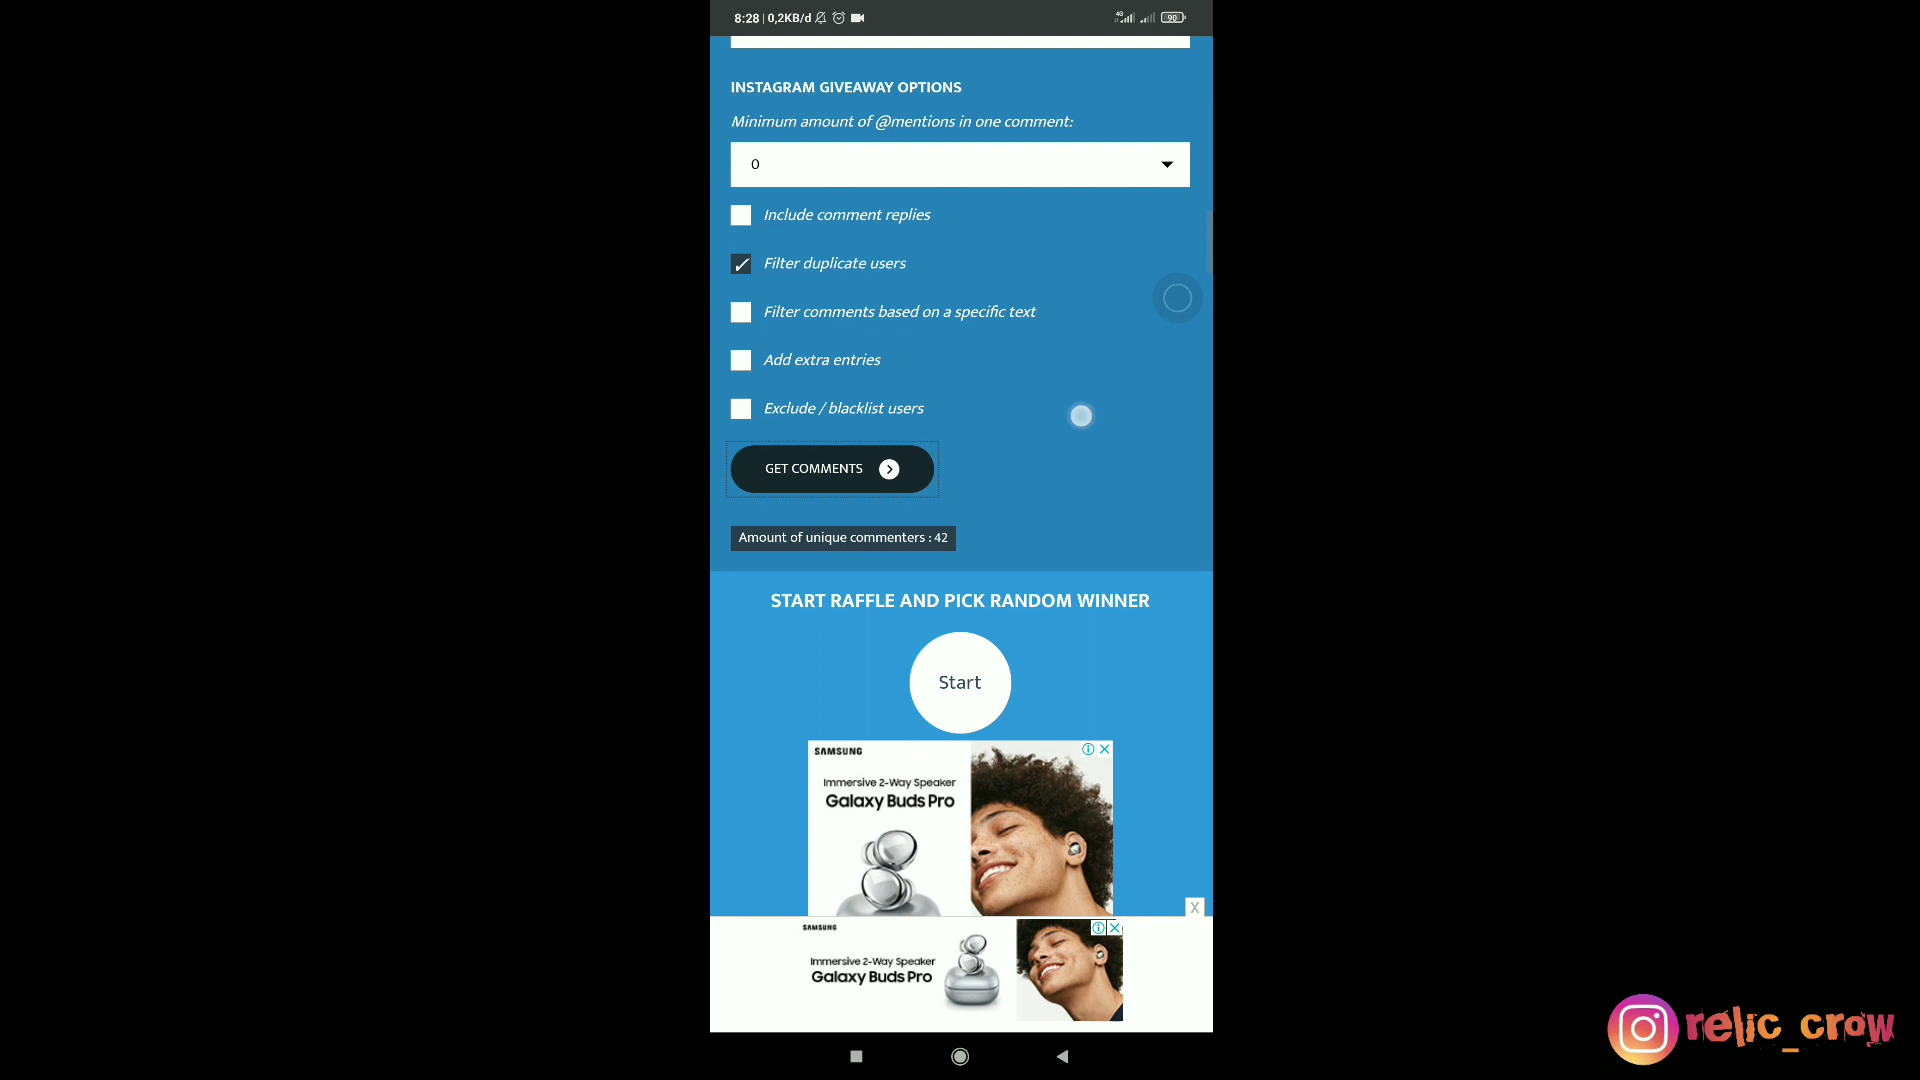 8:28 | 0,2KB/d
4G
90
INSTAGRAM GIVEAWAY OPTIONS
Minimum amount of @mentions in one comment:
0
Include comment replies
Filter duplicate users
Filter comments based on a specific text
Add extra entries
Exclude / blacklist users
GET COMMENTS
Amount of unique commenters : 42
START RAFFLE AND PICK RANDOM WINNER
Start
SAMSUNG
Immersive 2-Way Speaker
Galaxy Buds Pro
X
SAMSUNG
Immersive 2-Way Speaker
Galaxy Buds Pro
relic_crow